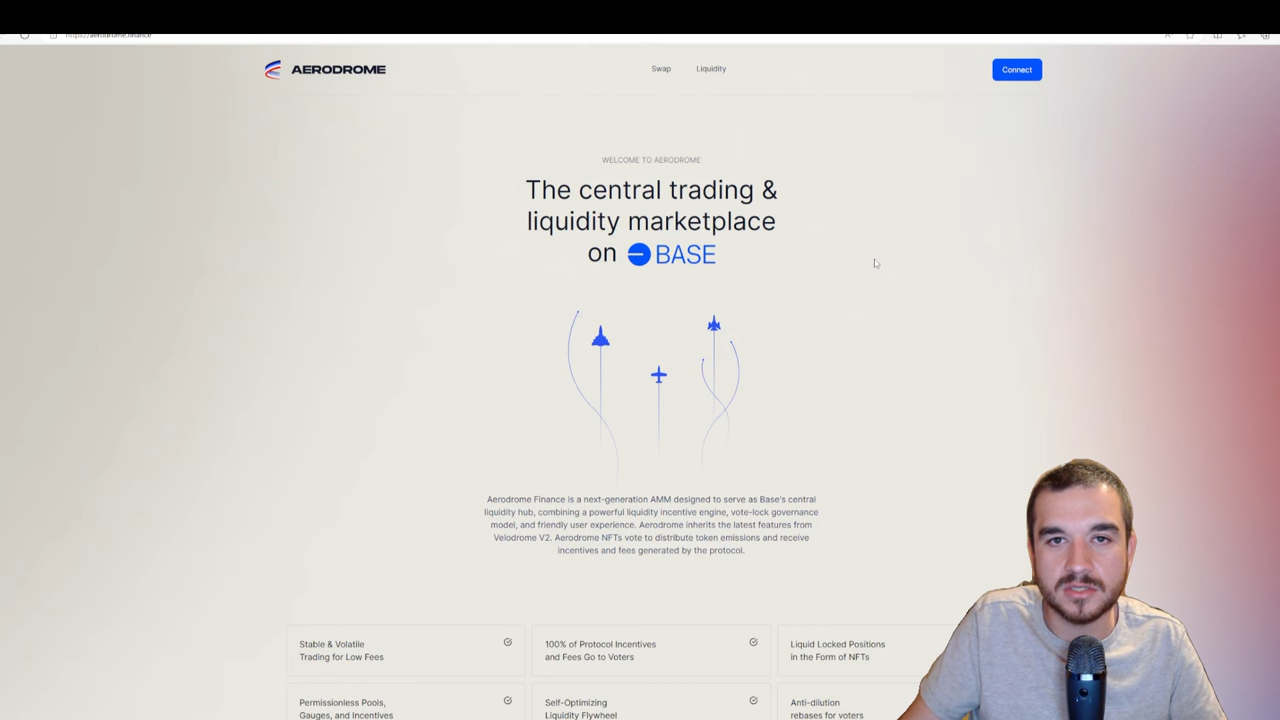 https://aerodrome.finance
AERODROME
Swap
Liquidity
Connect
WELCOME TO AERODROME
The central trading &
liquidity marketplace
on BASE
Aerodrome Finance is a next-generation AMM designed to serve as Base's central
liquidity hub, combining a powerful liquidity incentive engine, vote-lock governance
model, and friendly user experience. Aerodrome inherits the latest features from
Velodrome V2. Aerodrome NFTs vote to distribute token emissions and receive
incentives and fees generated by the protocol.
Stable & Volatile
Trading for Low Fees
100% of Protocol Incentives
and Fees Go to Voters
Liquid Locked Positions
in the Form of NFTs
Permissionless Pools,
Gauges, and Incentives
Self-Optimizing
Liquidity Flywheel
Anti-dilution
rebases for voters